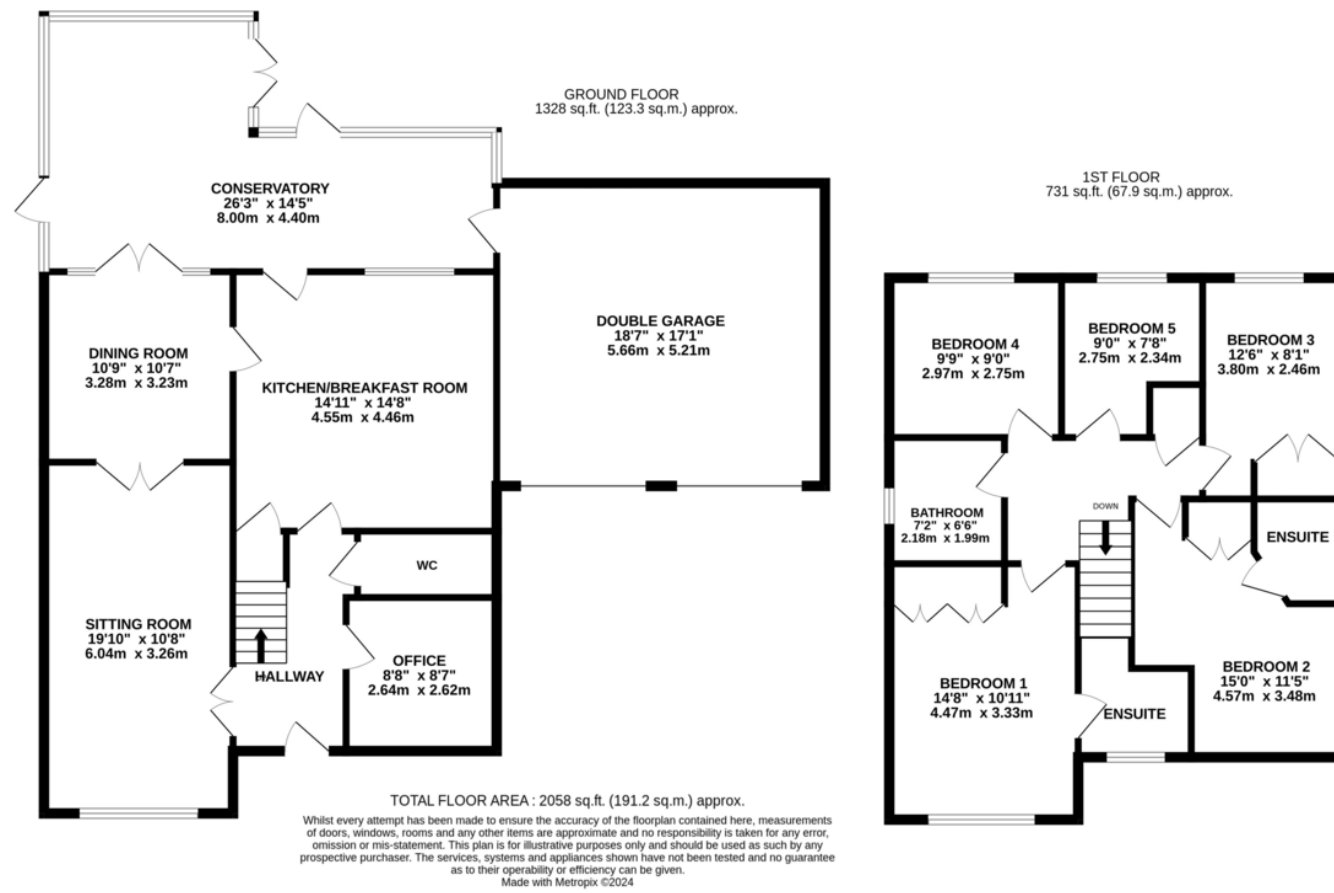 GROUND FLOOR
1328 sq.ft. (123.3 sq.m.) approx.
CONSERVATORY
26'3" x 14'5"
8.00m x 4.40m
DOUBLE GARAGE
18'7" x 17'1"
5.66m x 5.21m
DINING ROOM
10'9" x 10'7"
3.28m x 3.23m
KITCHEN/BREAKFAST ROOM
14'11" x 14'8"
4.55m x 4.46m
WC
SITTING ROOM
19'10" x 10'8"
6.04m x 3.26m
OFFICE
8'8" x 8'7"
2.64m x 2.62m
HALLWAY
1ST FLOOR
731 sq.ft. (67.9 sq.m.) approx.
BEDROOM 4
9'9" x 9'0"
2.97m x 2.75m
BEDROOM 5
9'0" x 7'8"
2.75m x 2.34m
BEDROOM 3
12'6" x 8'1"
3.80m x 2.46m
BATHROOM
7'2" x 6'6"
2.18m x 1.99m
DOWN
ENSUITE
BEDROOM 1
14'8" x 10'11"
4.47m x 3.33m
ENSUITE
BEDROOM 2
15'0" x 11'5"
4.57m x 3.48m
TOTAL FLOOR AREA : 2058 sq.ft. (191.2 sq.m.) approx.
Whilst every attempt has been made to ensure the accuracy of the floorplan contained here, measurements
of doors, windows, rooms and any other items are approximate and no responsibility is taken for any error,
omission or mis-statement. This plan is for illustrative purposes only and should be used as such by any
prospective purchaser. The services, systems and appliances shown have not been tested and no guarantee
as to their operability or efficiency can be given.
Made with Metropix ©2024